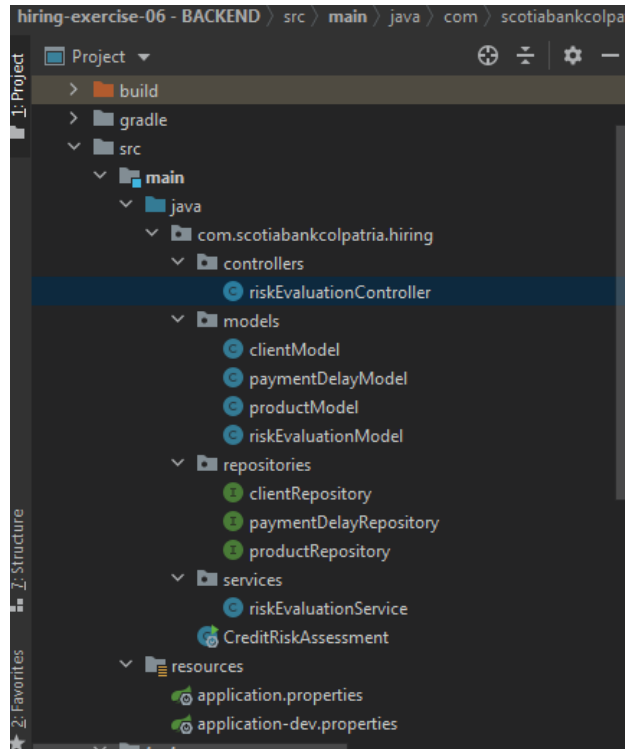 hiring-exercise-06 - BACKEND 〉 src 〉 main 〉 java 〉 com 〉 scotiabankcolpa
1: Project
Project
build
gradle
src
main
java
com.scotiabankcolpatria.hiring
controllers
riskEvaluationController
models
clientModel
paymentDelayModel
productModel
riskEvaluationModel
repositories
clientRepository
paymentDelayRepository
productRepository
services
riskEvaluationService
CreditRiskAssessment
resources
application.properties
application-dev.properties
7: Structure
2: Favorites